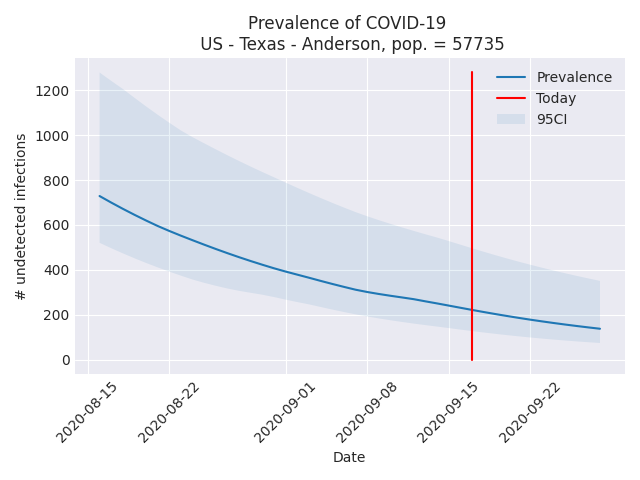 Prevalence of COVID-19
US - Texas - Anderson, pop. = 57735
Prevalence
Today
95CI
1200
1000
800
600
400
200
0
# undetected infections
2020-08-15
2020-08-22
2020-09-01
2020-09-08
2020-09-15
2020-09-22
Date